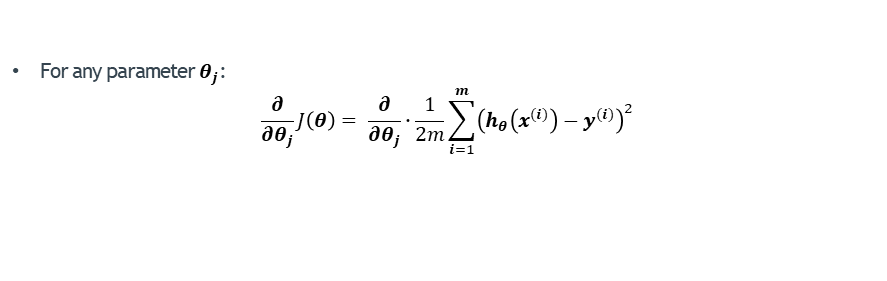 • For any parameter θⱼ:
∂/∂θⱼ J(θ) = ∂/∂θⱼ · 1/2m ∑ᵢ₌₁ᵐ (h_θ(x⁽ⁱ⁾) − y⁽ⁱ⁾)²